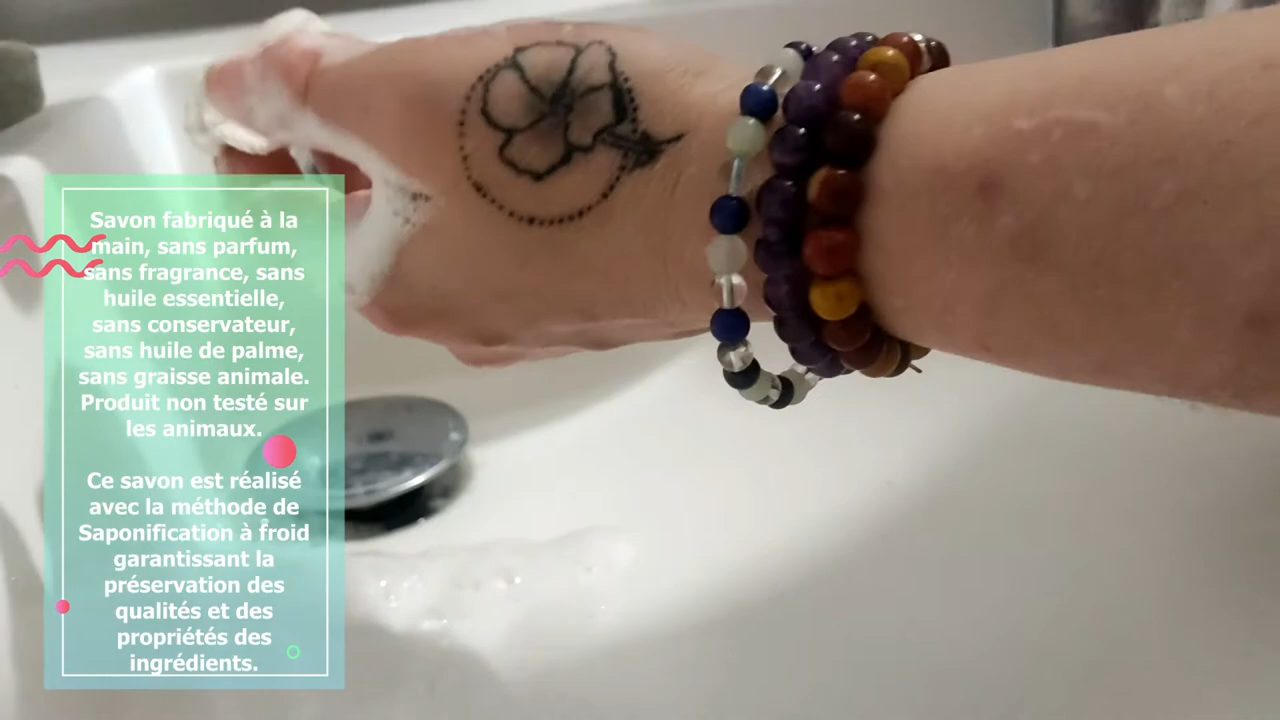 Savon fabriqué à la
main, sans parfum,
sans fragrance, sans
huile essentielle,
sans conservateur,
sans huile de palme,
sans graisse animale.
Produit non testé sur
les animaux.
Ce savon est réalisé
avec la méthode de
Saponification à froid
garantissant la
préservation des
qualités et des
propriétés des
ingrédients.